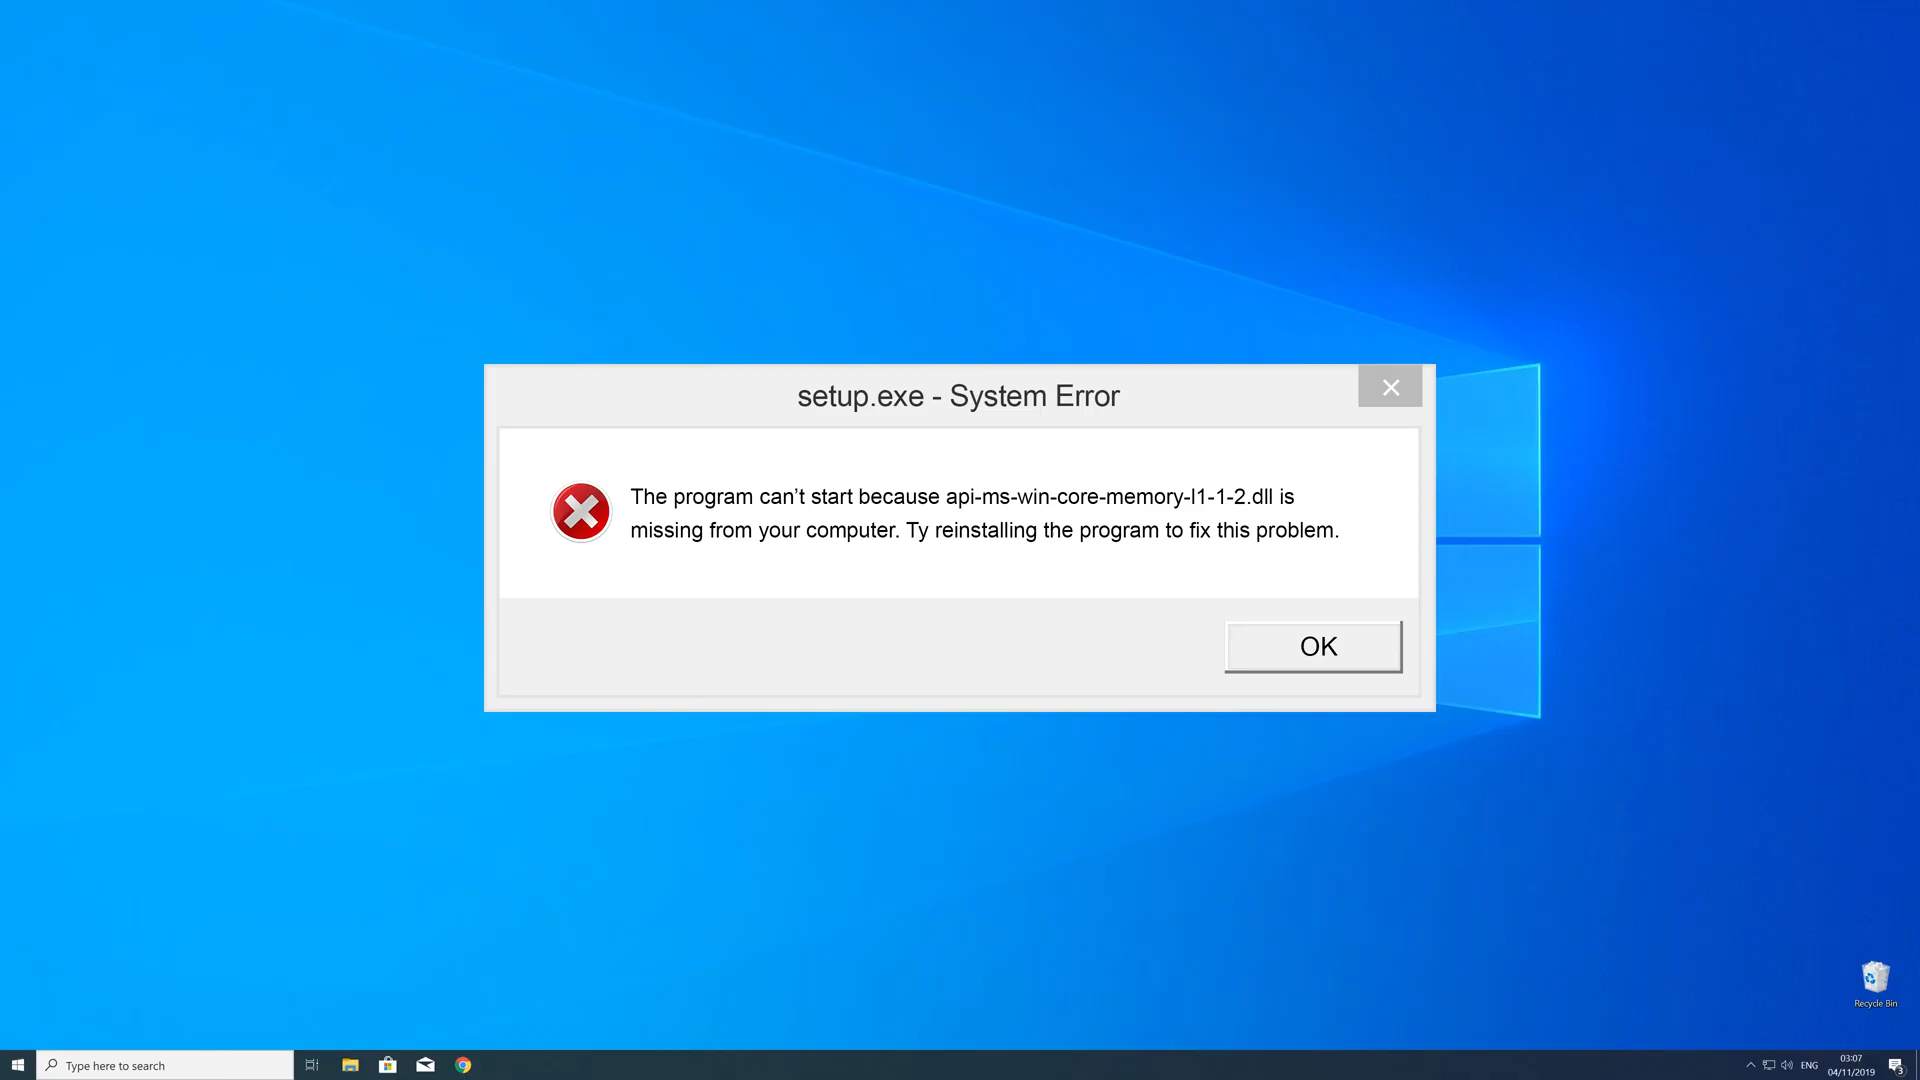 setup.exe - System Error
The program can’t start because api-ms-win-core-memory-l1-1-2.dll is
missing from your computer. Ty reinstalling the program to fix this problem.
OK
Recycle Bin
Type here to search
ENG
03:07
04/11/2019
3